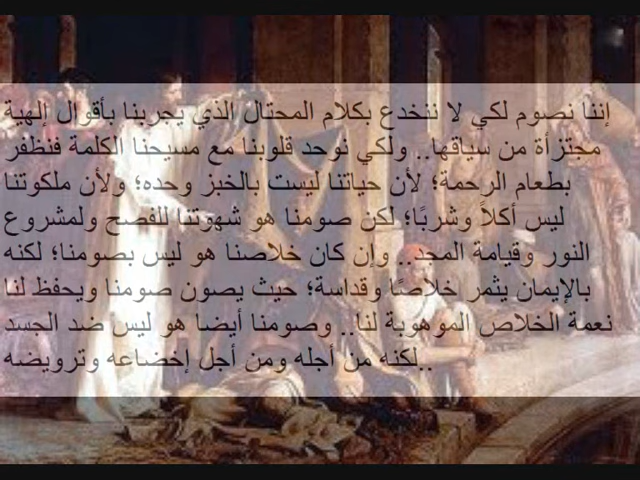 إننا نصوم لكي لا ننخدع بكلام المحتال الذي يجربنا بأقوال إلهية
مجتزأة من سياقها.. ولكي نوحد قلوبنا مع مسيحنا الكلمة فنظفر
بطعام الرحمة؛ لأن حياتنا ليست بالخبز وحده؛ ولأن ملكوتنا
ليس أكلاً وشربًا؛ لكن صومنا هو شهوتنا للفصح ولمشروع
النور وقيامة المجد.. وإن كان خلاصنا هو ليس بصومنا؛ لكنه
بالإيمان يثمر خلاصًا وقداسة؛ حيث يصون صومنا ويحفظ لنا
نعمة الخلاص الموهوبة لنا.. وصومنا أيضا هو ليس ضد الجسد
لكنه من أجله ومن أجل إخضاعه وترويضه..